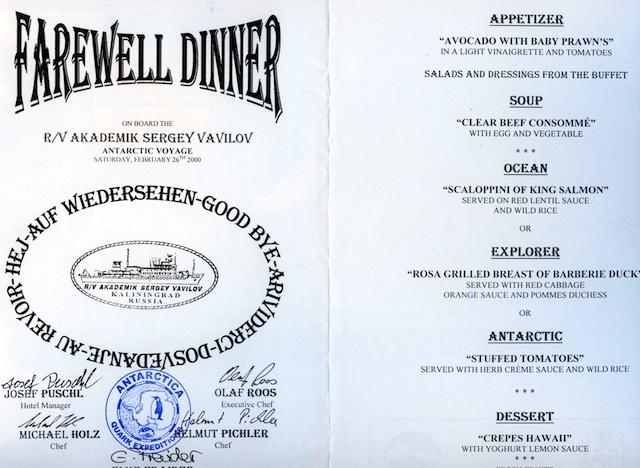 FAREWELL DINNER
ON BOARD THE
R/V AKADEMIK SERGEY VAVILOV
ANTARCTIC VOYAGE
SATURDAY, FEBRUARY 26TH 2000
HEJ-AUF WIEDERSEHEN-GOOD BYE-ARIVIDERCI-DOSVEDANJE-AU REVOIR-
R/V AKADEMIK SERGEY VAVILOV
KALININGRAD
RUSSIA
Josef Puschl
JOSEF PUSCHL
Hotel Manager
Olaf Roos
OLAF ROOS
Executive Chef
MICHAEL HOLZ
Chef
Helmut Pichler
HELMUT PICHLER
Chef
ANTARCTICA
QUARK EXPEDITIONS
APPETIZER
“AVOCADO WITH BABY PRAWN’S”
IN A LIGHT VINAIGRETTE AND TOMATOES
SALADS AND DRESSINGS FROM THE BUFFET
SOUP
“CLEAR BEEF CONSOMMÉ”
WITH EGG AND VEGETABLE
***
OCEAN
“SCALOPPINI OF KING SALMON”
SERVED ON RED LENTIL SAUCE
AND WILD RICE
OR
EXPLORER
“ROSA GRILLED BREAST OF BARBERIE DUCK”
SERVED WITH RED CABBAGE
ORANGE SAUCE AND POMMES DUCHESS
OR
ANTARCTIC
“STUFFED TOMATOES”
SERVED WITH HERB CRÈME SAUCE AND WILD RICE
***
DESSERT
“CREPES HAWAII”
WITH YOGHURT LEMON SAUCE
***